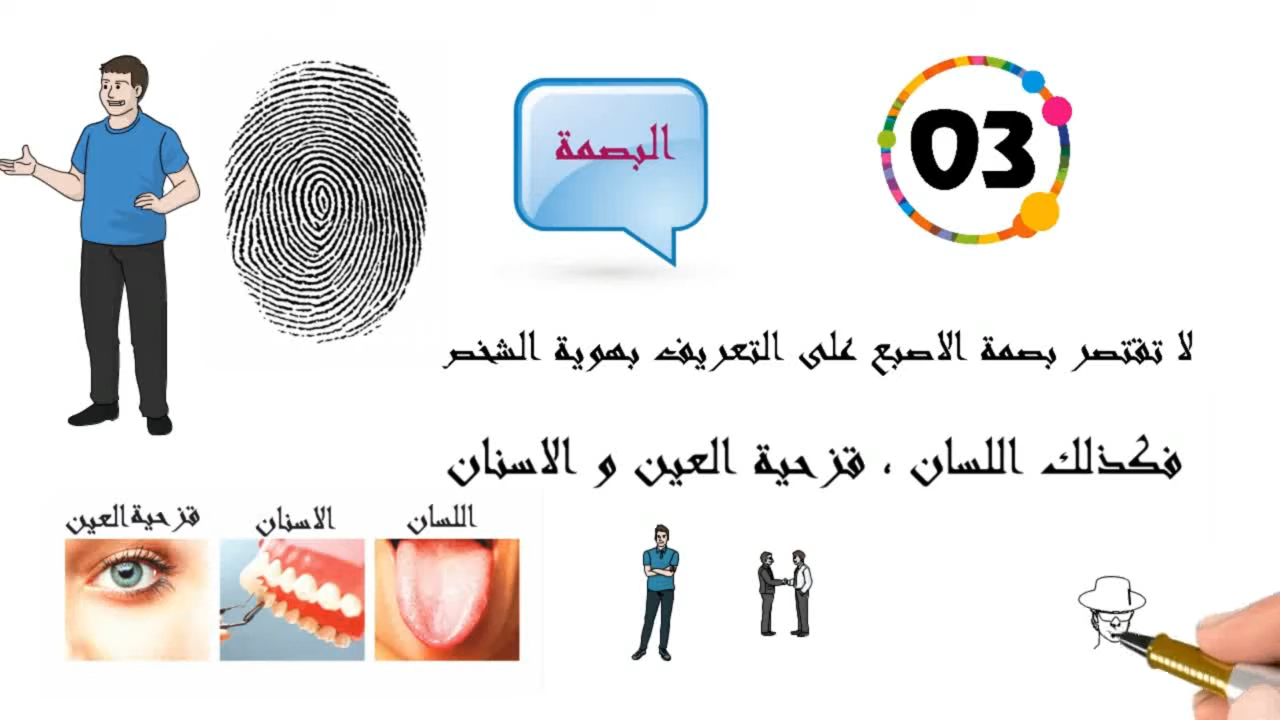 البصمة
03
لا تقتصر بصمة الاصبع على التعريف بهوية الشخص
فكذلك اللسان ، قزحية العين و الاسنان
اللسان
الاسنان
قزحية العين